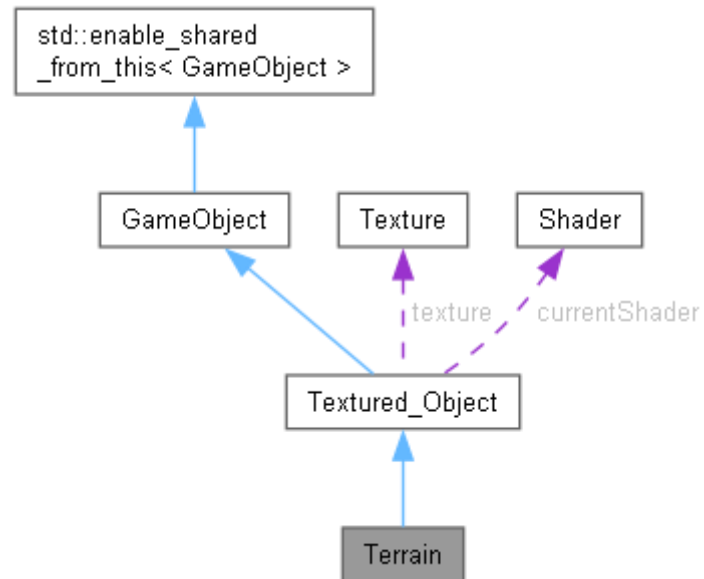 std::enable_shared
_from_this< GameObject >
GameObject
Texture
Shader
texture
currentShader
Textured_Object
Terrain